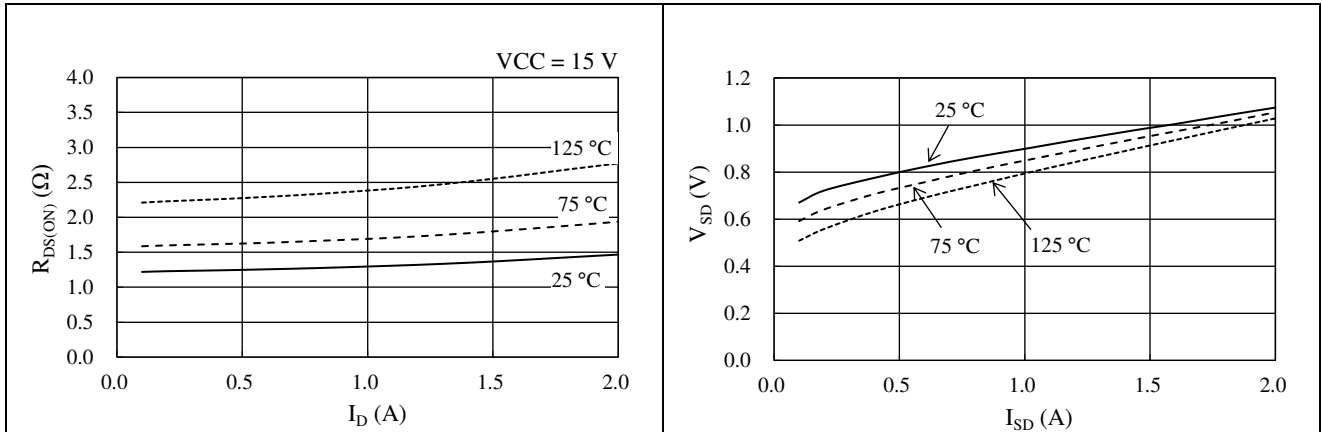 VCC = 15 V
4.0
3.5
3.0
2.5
2.0
1.5
1.0
0.5
0.0
R_DS(ON) (Ω)
125 °C
75 °C
25 °C
0.0 0.5 1.0 1.5 2.0
I_D (A)
1.2
1.0
0.8
0.6
0.4
0.2
0.0
V_SD (V)
25 °C
75 °C
125 °C
0.0 0.5 1.0 1.5 2.0
I_SD (A)